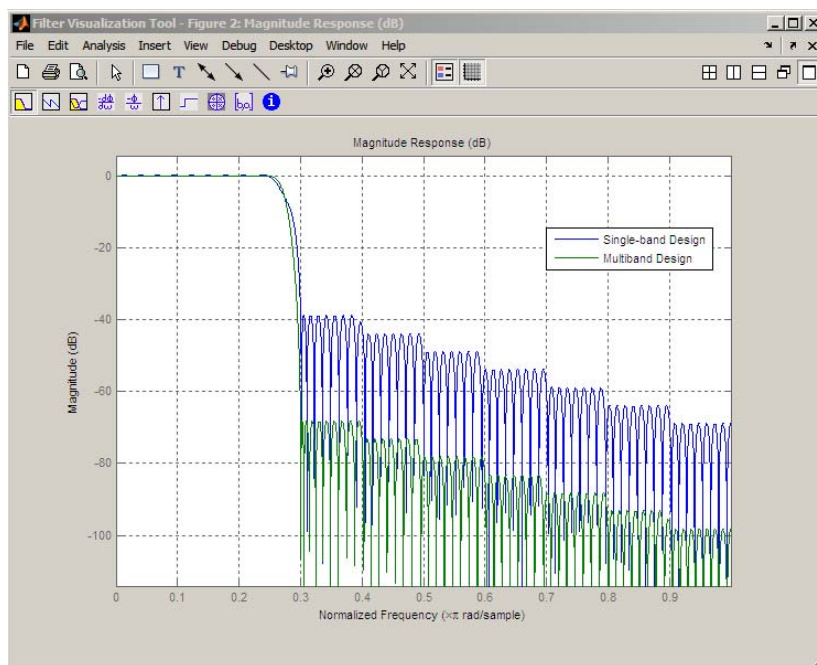 Filter Visualization Tool - Figure 2: Magnitude Response (dB)
File Edit Analysis Insert View Debug Desktop Window Help
Magnitude Response (dB)
0
-20
-40
-60
-80
-100
Magnitude (dB)
Single-band Design
Multiband Design
0 0.1 0.2 0.3 0.4 0.5 0.6 0.7 0.8 0.9
Normalized Frequency (×π rad/sample)